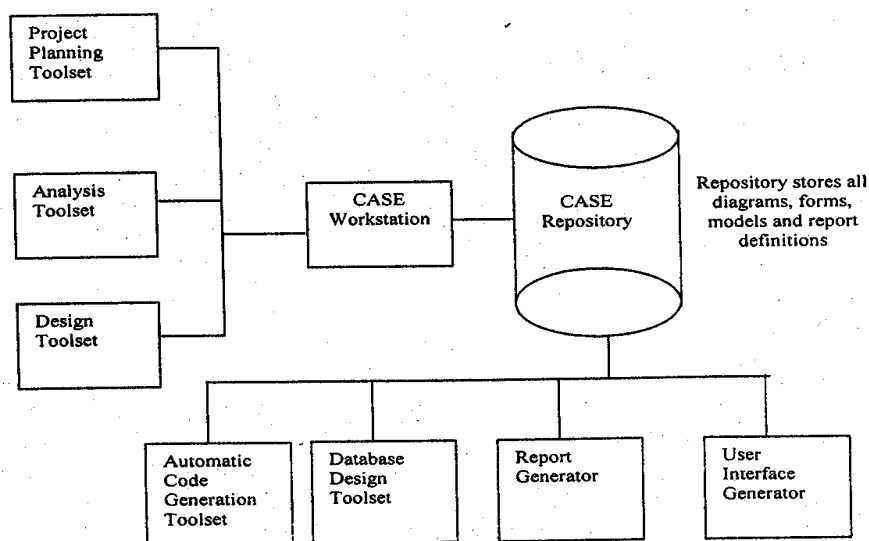 Project
Planning
Toolset
Analysis
Toolset
Design
Toolset
CASE
Workstation
CASE
Repository
Repository stores all
diagrams, forms,
models and report
definitions
Automatic
Code
Generation
Toolset
Database
Design
Toolset
Report
Generator
User
Interface
Generator